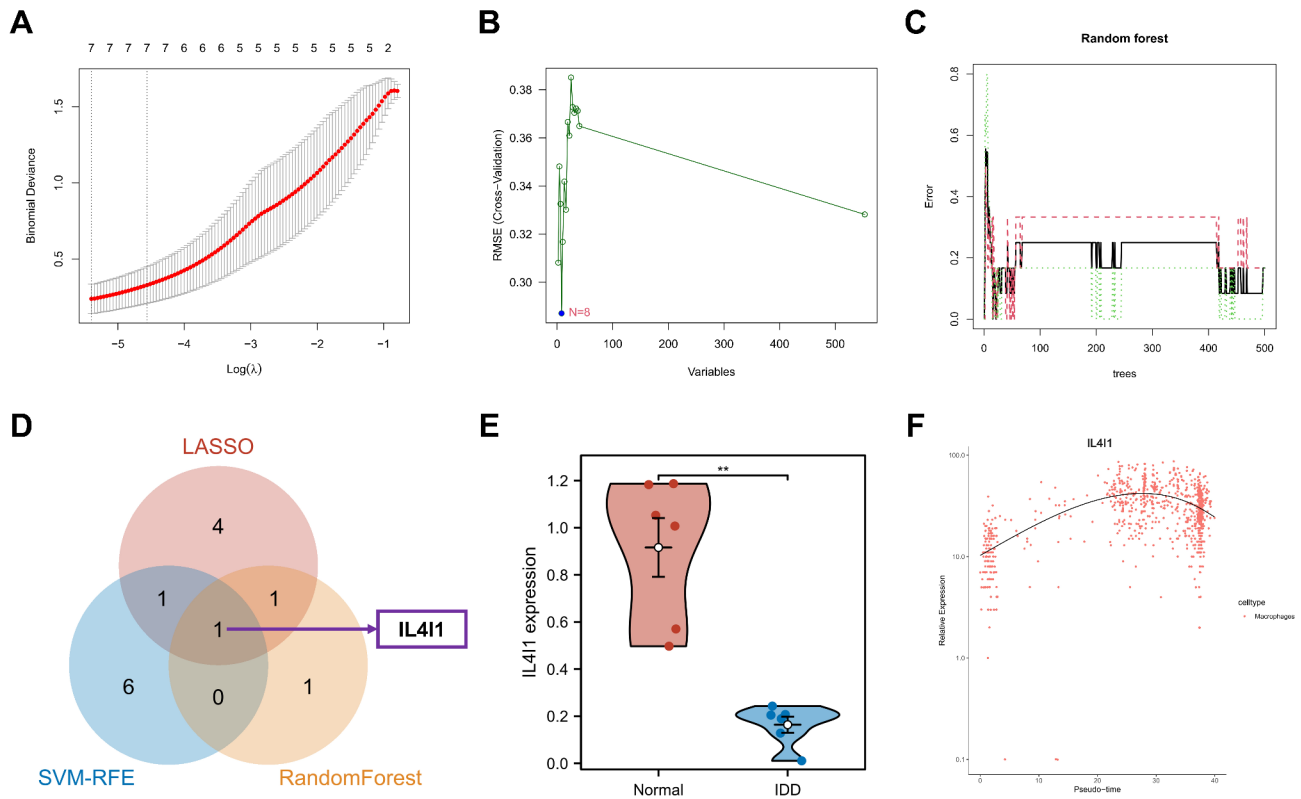 A
7 7 7 7 6 6 5 5 5 5 5 5 5 2
Binomial Deviance
1.5
1.0
0.5
−5 −4 −3 −2 −1
Log(λ)
B
RMSE (Cross-Validation)
0.38
0.36
0.34
0.32
0.30
N=8
0 100 200 300 400 500
Variables
C
Random forest
Error
0.8
0.6
0.4
0.2
0.0
0 100 200 300 400 500
trees
D
LASSO
4
1 1
1
IL4I1
6 0 1
SVM-RFE RandomForest
E
IL4I1 expression
**
1.2
1.0
0.8
0.6
0.4
0.2
0.0
Normal IDD
F
IL4I1
Relative Expression
100.0
10.0
1.0
0.1
0 10 20 30 40
Pseudo-time
celltype
Macrophages